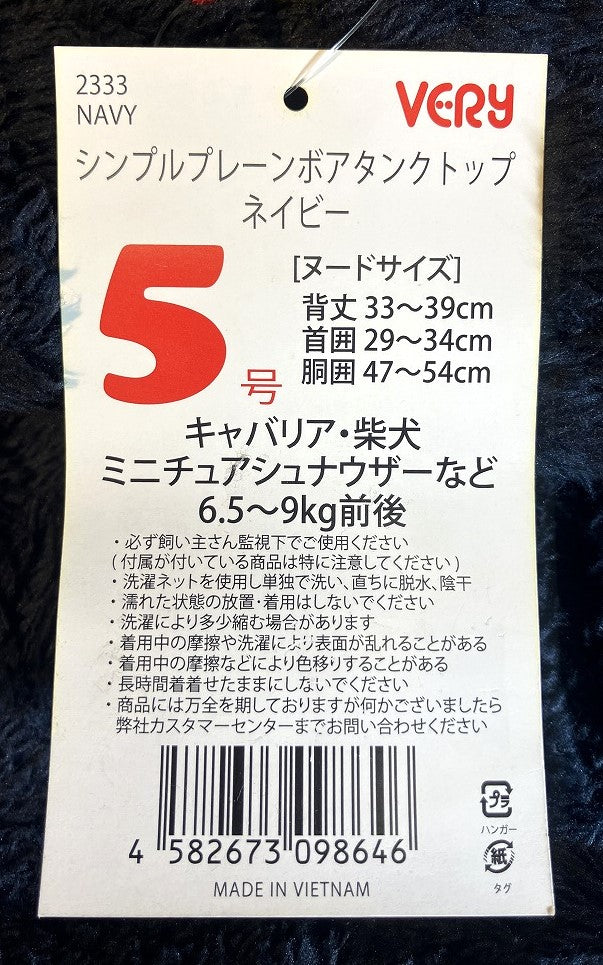 2333
NAVY
VERY
シンプルプレーンボアタンクトップ
ネイビー
5号
[ヌードサイズ]
背丈 33～39cm
首囲 29～34cm
胴囲 47～54cm
キャバリア・柴犬
ミニチュアシュナウザーなど
6.5～9kg前後
・必ず飼い主さん監視下でご使用ください
(付属が付いている商品は特に注意してください)
・洗濯ネットを使用し単独で洗い、直ちに脱水、陰干
・濡れた状態の放置・着用はしないでください
・洗濯により多少縮む場合があります
・着用中の摩擦や洗濯により表面が乱れることがある
・着用中の摩擦などにより色移りすることがある
・長時間着着せたままにしないでください
・商品には万全を期しておりますが何かございましたら
弊社カスタマーセンターまでお問い合わせください
4 582673 098646
MADE IN VIETNAM
プラ
ハンガー
紙
タグ